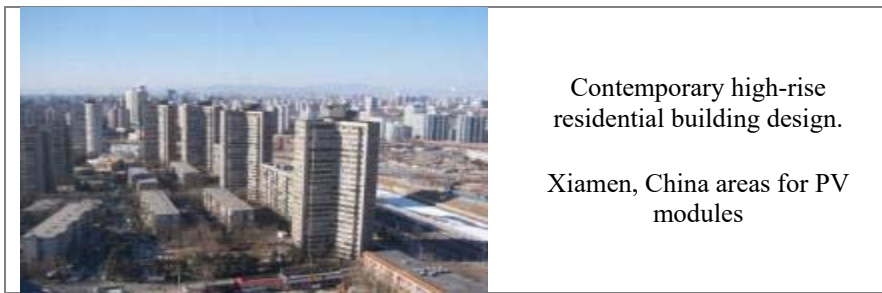 Contemporary high-rise
residential building design.
Xiamen, China areas for PV
modules